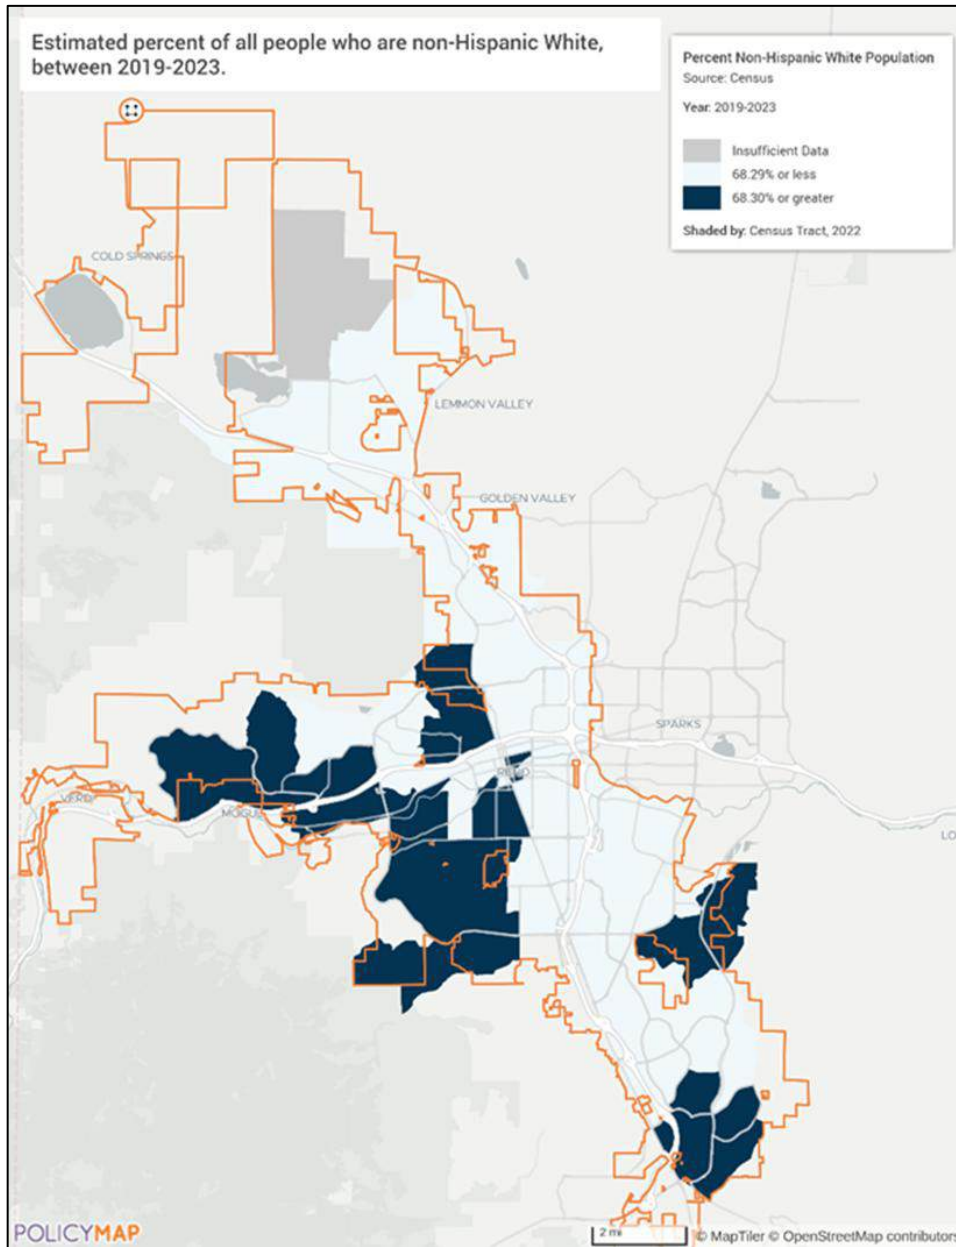 Estimated percent of all people who are non-Hispanic White,
between 2019-2023.
Percent Non-Hispanic White Population
Source: Census
Year: 2019-2023
Insufficient Data
68.29% or less
68.30% or greater
Shaded by: Census Tract, 2022
COLD SPRINGS
LEMMON VALLEY
GOLDEN VALLEY
SPARKS
RENO
VERDI
MOGUL
LO
POLICYMAP
2 mi
© MapTiler © OpenStreetMap contributors